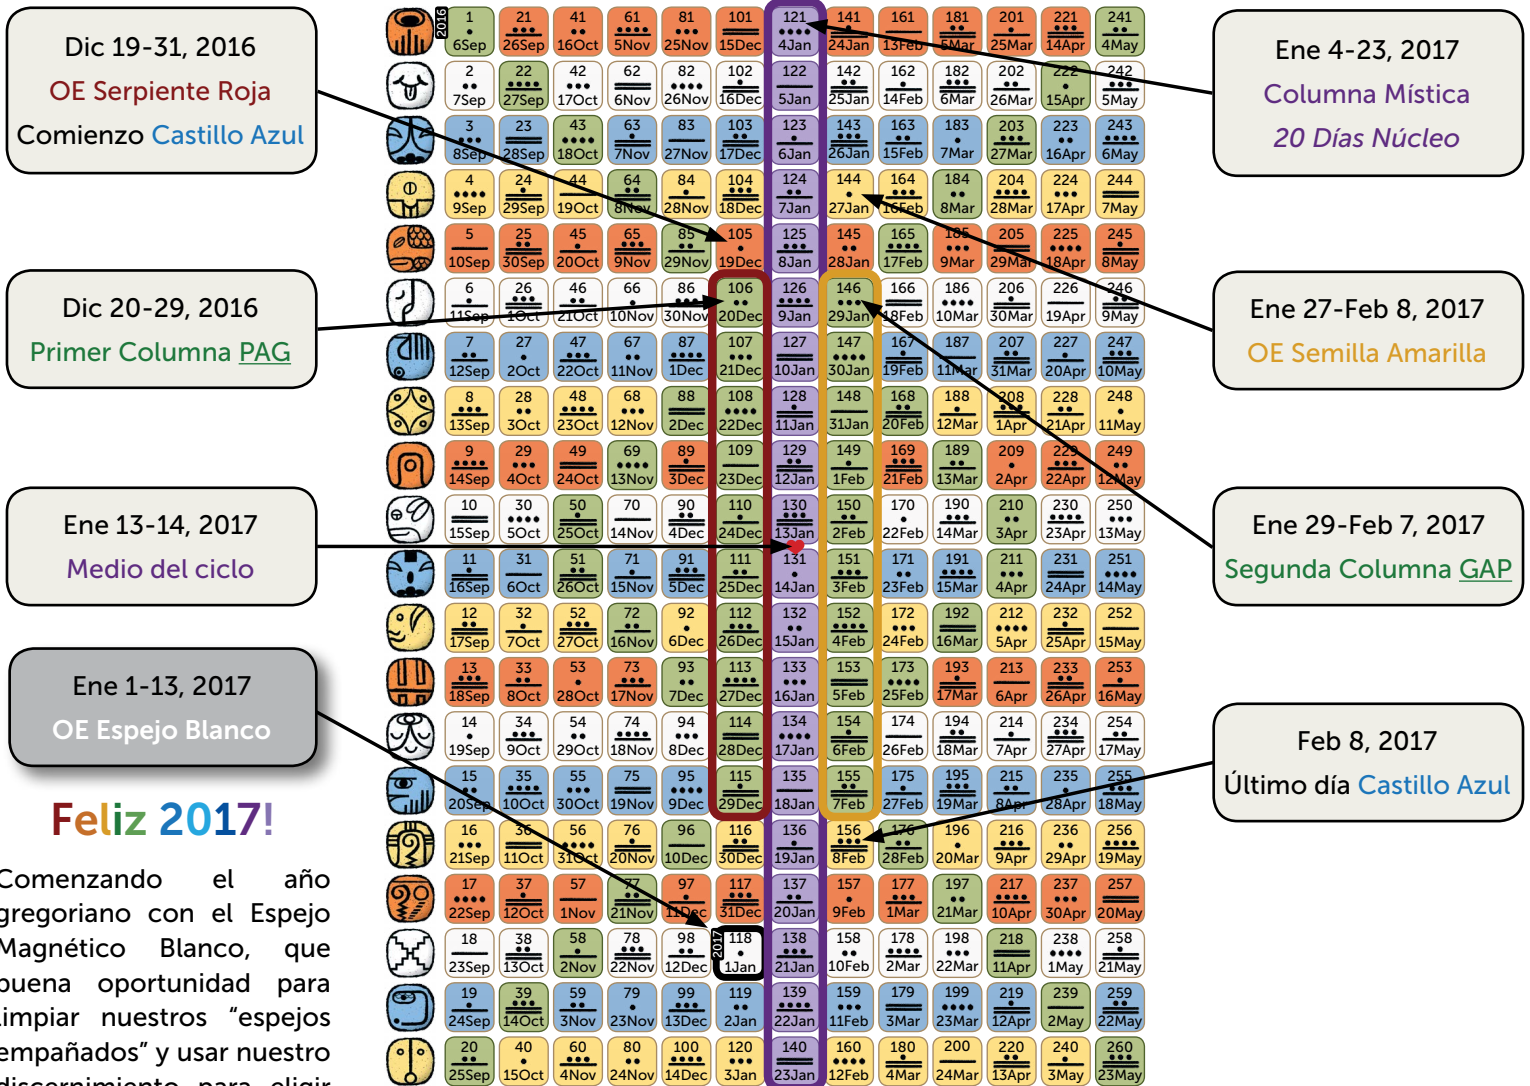 Dic 19-31, 2016
OE Serpiente Roja
Comienzo Castillo Azul
Dic 20-29, 2016
Primer Columna PAG
Ene 13-14, 2017
Medio del ciclo
Ene 1-13, 2017
OE Espejo Blanco
Feliz 2017!
Comenzando el año
gregoriano con el Espejo
Magnético Blanco, que
buena oportunidad para
limpiar nuestros “espejos
empañados” y usar nuestro
discernimiento para eligir
2016
1 21 41 61 81 101 121 141 161 181 201 221 241
6Sep 26Sep 16Oct 5Nov 25Nov 15Dec 4Jan 24Jan 13Feb 5Mar 25Mar 14Apr 4May
2 22 42 62 82 102 122 142 162 182 202 222 242
7Sep 27Sep 17Oct 6Nov 26Nov 16Dec 5Jan 25Jan 14Feb 6Mar 26Mar 15Apr 5May
3 23 43 63 83 103 123 143 163 183 203 223 243
8Sep 28Sep 18Oct 7Nov 27Nov 17Dec 6Jan 26Jan 15Feb 7Mar 27Mar 16Apr 6May
4 24 44 64 84 104 124 144 164 184 204 224 244
9Sep 29Sep 19Oct 8Nov 28Nov 18Dec 7Jan 27Jan 16Feb 8Mar 28Mar 17Apr 7May
5 25 45 65 85 105 125 145 165 185 205 225 245
10Sep 30Sep 20Oct 9Nov 29Nov 19Dec 8Jan 28Jan 17Feb 9Mar 29Mar 18Apr 8May
6 26 46 66 86 106 126 146 166 186 206 226 246
11Sep 1Oct 21Oct 10Nov 30Nov 20Dec 9Jan 29Jan 18Feb 10Mar 30Mar 19Apr 9May
7 27 47 67 87 107 127 147 167 187 207 227 247
12Sep 2Oct 22Oct 11Nov 1Dec 21Dec 10Jan 30Jan 19Feb 11Mar 31Mar 20Apr 10May
8 28 48 68 88 108 128 148 168 188 208 228 248
13Sep 3Oct 23Oct 12Nov 2Dec 22Dec 11Jan 31Jan 20Feb 12Mar 1Apr 21Apr 11May
9 29 49 69 89 109 129 149 169 189 209 229 249
14Sep 4Oct 24Oct 13Nov 3Dec 23Dec 12Jan 1Feb 21Feb 13Mar 2Apr 22Apr 12May
10 30 50 70 90 110 130 150 170 190 210 230 250
15Sep 5Oct 25Oct 14Nov 4Dec 24Dec 13Jan 2Feb 22Feb 14Mar 3Apr 23Apr 13May
11 31 51 71 91 111 131 151 171 191 211 231 251
16Sep 6Oct 26Oct 15Nov 5Dec 25Dec 14Jan 3Feb 23Feb 15Mar 4Apr 24Apr 14May
12 32 52 72 92 112 132 152 172 192 212 232 252
17Sep 7Oct 27Oct 16Nov 6Dec 26Dec 15Jan 4Feb 24Feb 16Mar 5Apr 25Apr 15May
13 33 53 73 93 113 133 153 173 193 213 233 253
18Sep 8Oct 28Oct 17Nov 7Dec 27Dec 16Jan 5Feb 25Feb 17Mar 6Apr 26Apr 16May
14 34 54 74 94 114 134 154 174 194 214 234 254
19Sep 9Oct 29Oct 18Nov 8Dec 28Dec 17Jan 6Feb 26Feb 18Mar 7Apr 27Apr 17May
15 35 55 75 95 115 135 155 175 195 215 235 255
20Sep 10Oct 30Oct 19Nov 9Dec 29Dec 18Jan 7Feb 27Feb 19Mar 8Apr 28Apr 18May
16 36 56 76 96 116 136 156 176 196 216 236 256
21Sep 11Oct 31Oct 20Nov 10Dec 30Dec 19Jan 8Feb 28Feb 20Mar 9Apr 29Apr 19May
17 37 57 77 97 117 137 157 177 197 217 237 257
22Sep 12Oct 1Nov 21Nov 11Dec 31Dec 20Jan 9Feb 1Mar 21Mar 10Apr 30Apr 20May
2017
18 38 58 78 98 118 138 158 178 198 218 238 258
23Sep 13Oct 2Nov 22Nov 12Dec 1Jan 21Jan 10Feb 2Mar 22Mar 11Apr 1May 21May
19 39 59 79 99 119 139 159 179 199 219 239 259
24Sep 14Oct 3Nov 23Nov 13Dec 2Jan 22Jan 11Feb 3Mar 23Mar 12Apr 2May 22May
20 40 60 80 100 120 140 160 180 200 220 240 260
25Sep 15Oct 4Nov 24Nov 14Dec 3Jan 23Jan 12Feb 4Mar 24Mar 13Apr 3May 23May
Ene 4-23, 2017
Columna Mística
20 Días Núcleo
Ene 27-Feb 8, 2017
OE Semilla Amarilla
Ene 29-Feb 7, 2017
Segunda Columna GAP
Feb 8, 2017
Último día Castillo Azul